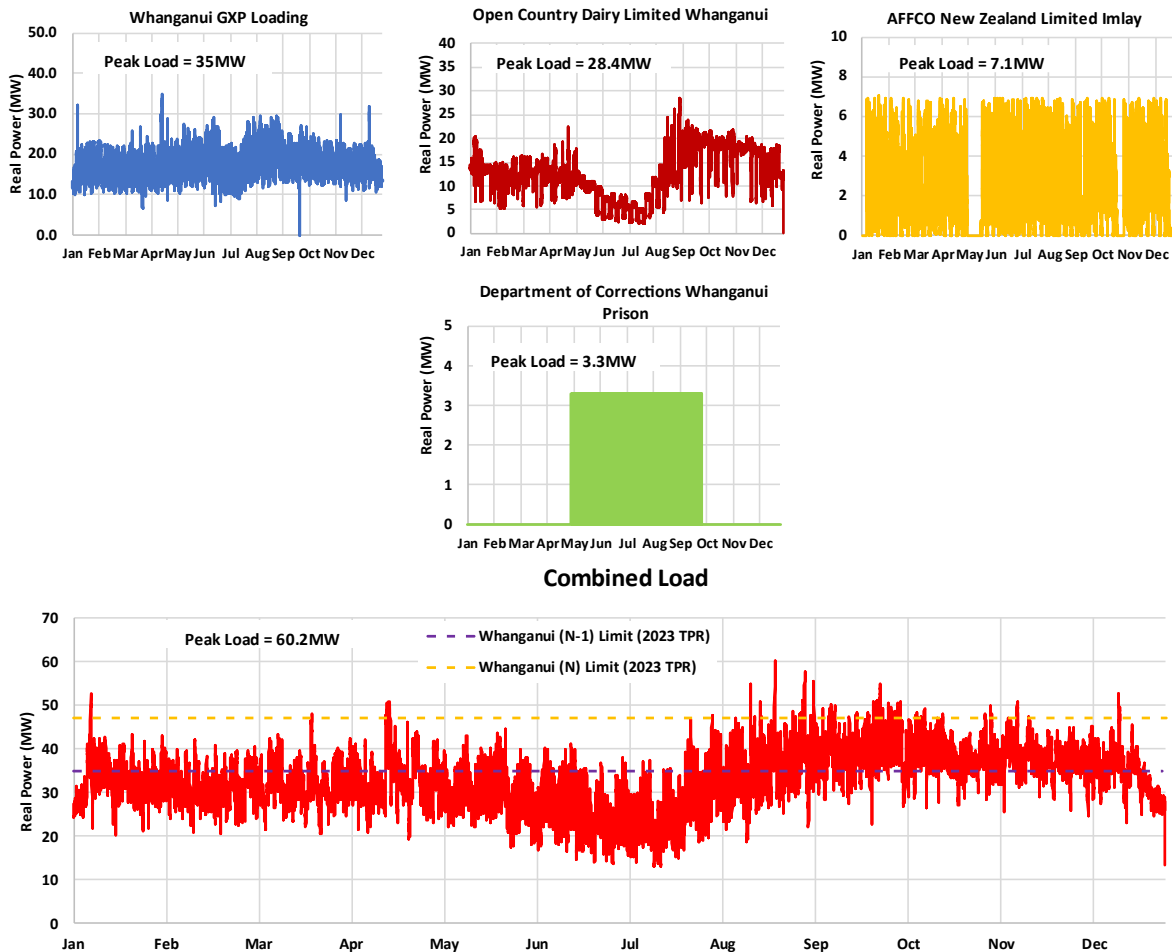 Whanganui GXP Loading
50.0
40.0
30.0
20.0
10.0
0.0
Real Power (MW)
Peak Load = 35MW
Jan Feb Mar Apr May Jun Jul Aug Sep Oct Nov Dec
Open Country Dairy Limited Whanganui
40
35
30
25
20
15
10
5
0
Real Power (MW)
Peak Load = 28.4MW
Jan Feb Mar Apr May Jun Jul Aug Sep Oct Nov Dec
AFFCO New Zealand Limited Imlay
10
8
6
4
2
0
Real Power (MW)
Peak Load = 7.1MW
Jan Feb Mar Apr May Jun Jul Aug Sep Oct Nov Dec
Department of Corrections Whanganui
Prison
5
4
3
2
1
0
Real Power (MW)
Peak Load = 3.3MW
Jan Feb Mar Apr May Jun Jul Aug Sep Oct Nov Dec
Combined Load
70
60
50
40
30
20
10
0
Real Power (MW)
Peak Load = 60.2MW
Whanganui (N-1) Limit (2023 TPR)
Whanganui (N) Limit (2023 TPR)
Jan Feb Mar Apr May Jun Jul Aug Sep Oct Nov Dec